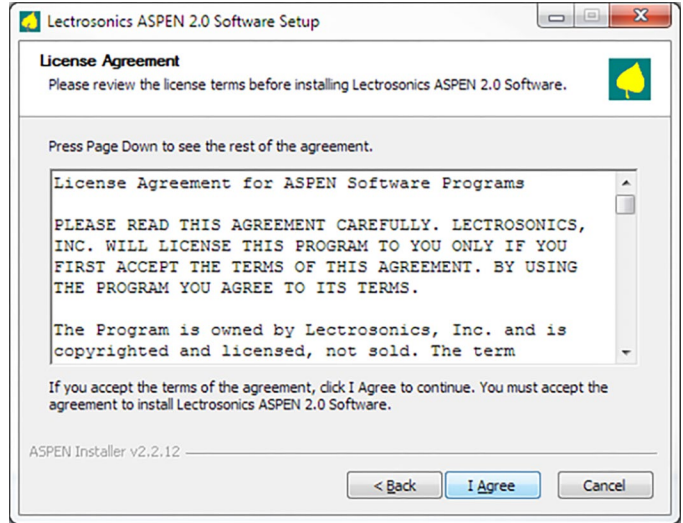 Lectrosonics ASPEN 2.0 Software Setup
License Agreement
Please review the license terms before installing Lectrosonics ASPEN 2.0 Software.
Press Page Down to see the rest of the agreement.
License Agreement for ASPEN Software Programs
PLEASE READ THIS AGREEMENT CAREFULLY. LECTROSONICS,
INC. WILL LICENSE THIS PROGRAM TO YOU ONLY IF YOU
FIRST ACCEPT THE TERMS OF THIS AGREEMENT. BY USING
THE PROGRAM YOU AGREE TO ITS TERMS.
The Program is owned by Lectrosonics, Inc. and is
copyrighted and licensed, not sold. The term
If you accept the terms of the agreement, click I Agree to continue. You must accept the
agreement to install Lectrosonics ASPEN 2.0 Software.
ASPEN Installer v2.2.12
< Back I Agree Cancel